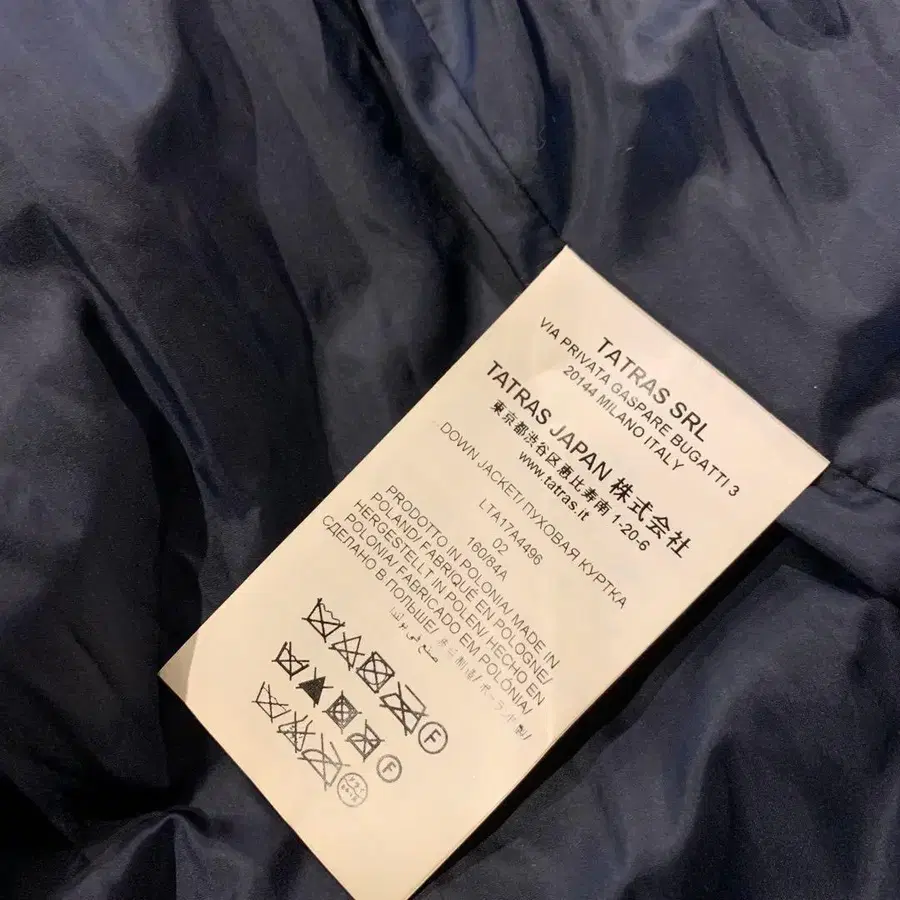 TATRAS SRL
VIA PRIVATA GASPARE BUGATTI 3
20144 MILANO ITALY
TATRAS JAPAN 株式会社
東京都渋谷区恵比寿南 1-20-6
www.tatras.it
DOWN JACKET/ПУХОВАЯ КУРТКА
LTA17A4496
02
160/84A
PRODOTTO IN POLONIA/ MADE IN
POLAND/ FABRIQUÉ EN POLOGNE/
HERGESTELLT IN POLEN/ HECHO EN
POLONIA/ FABRICADO EM POLÓNIA/
СДЕЛАНО В ПОЛЬШЕ/
F
F